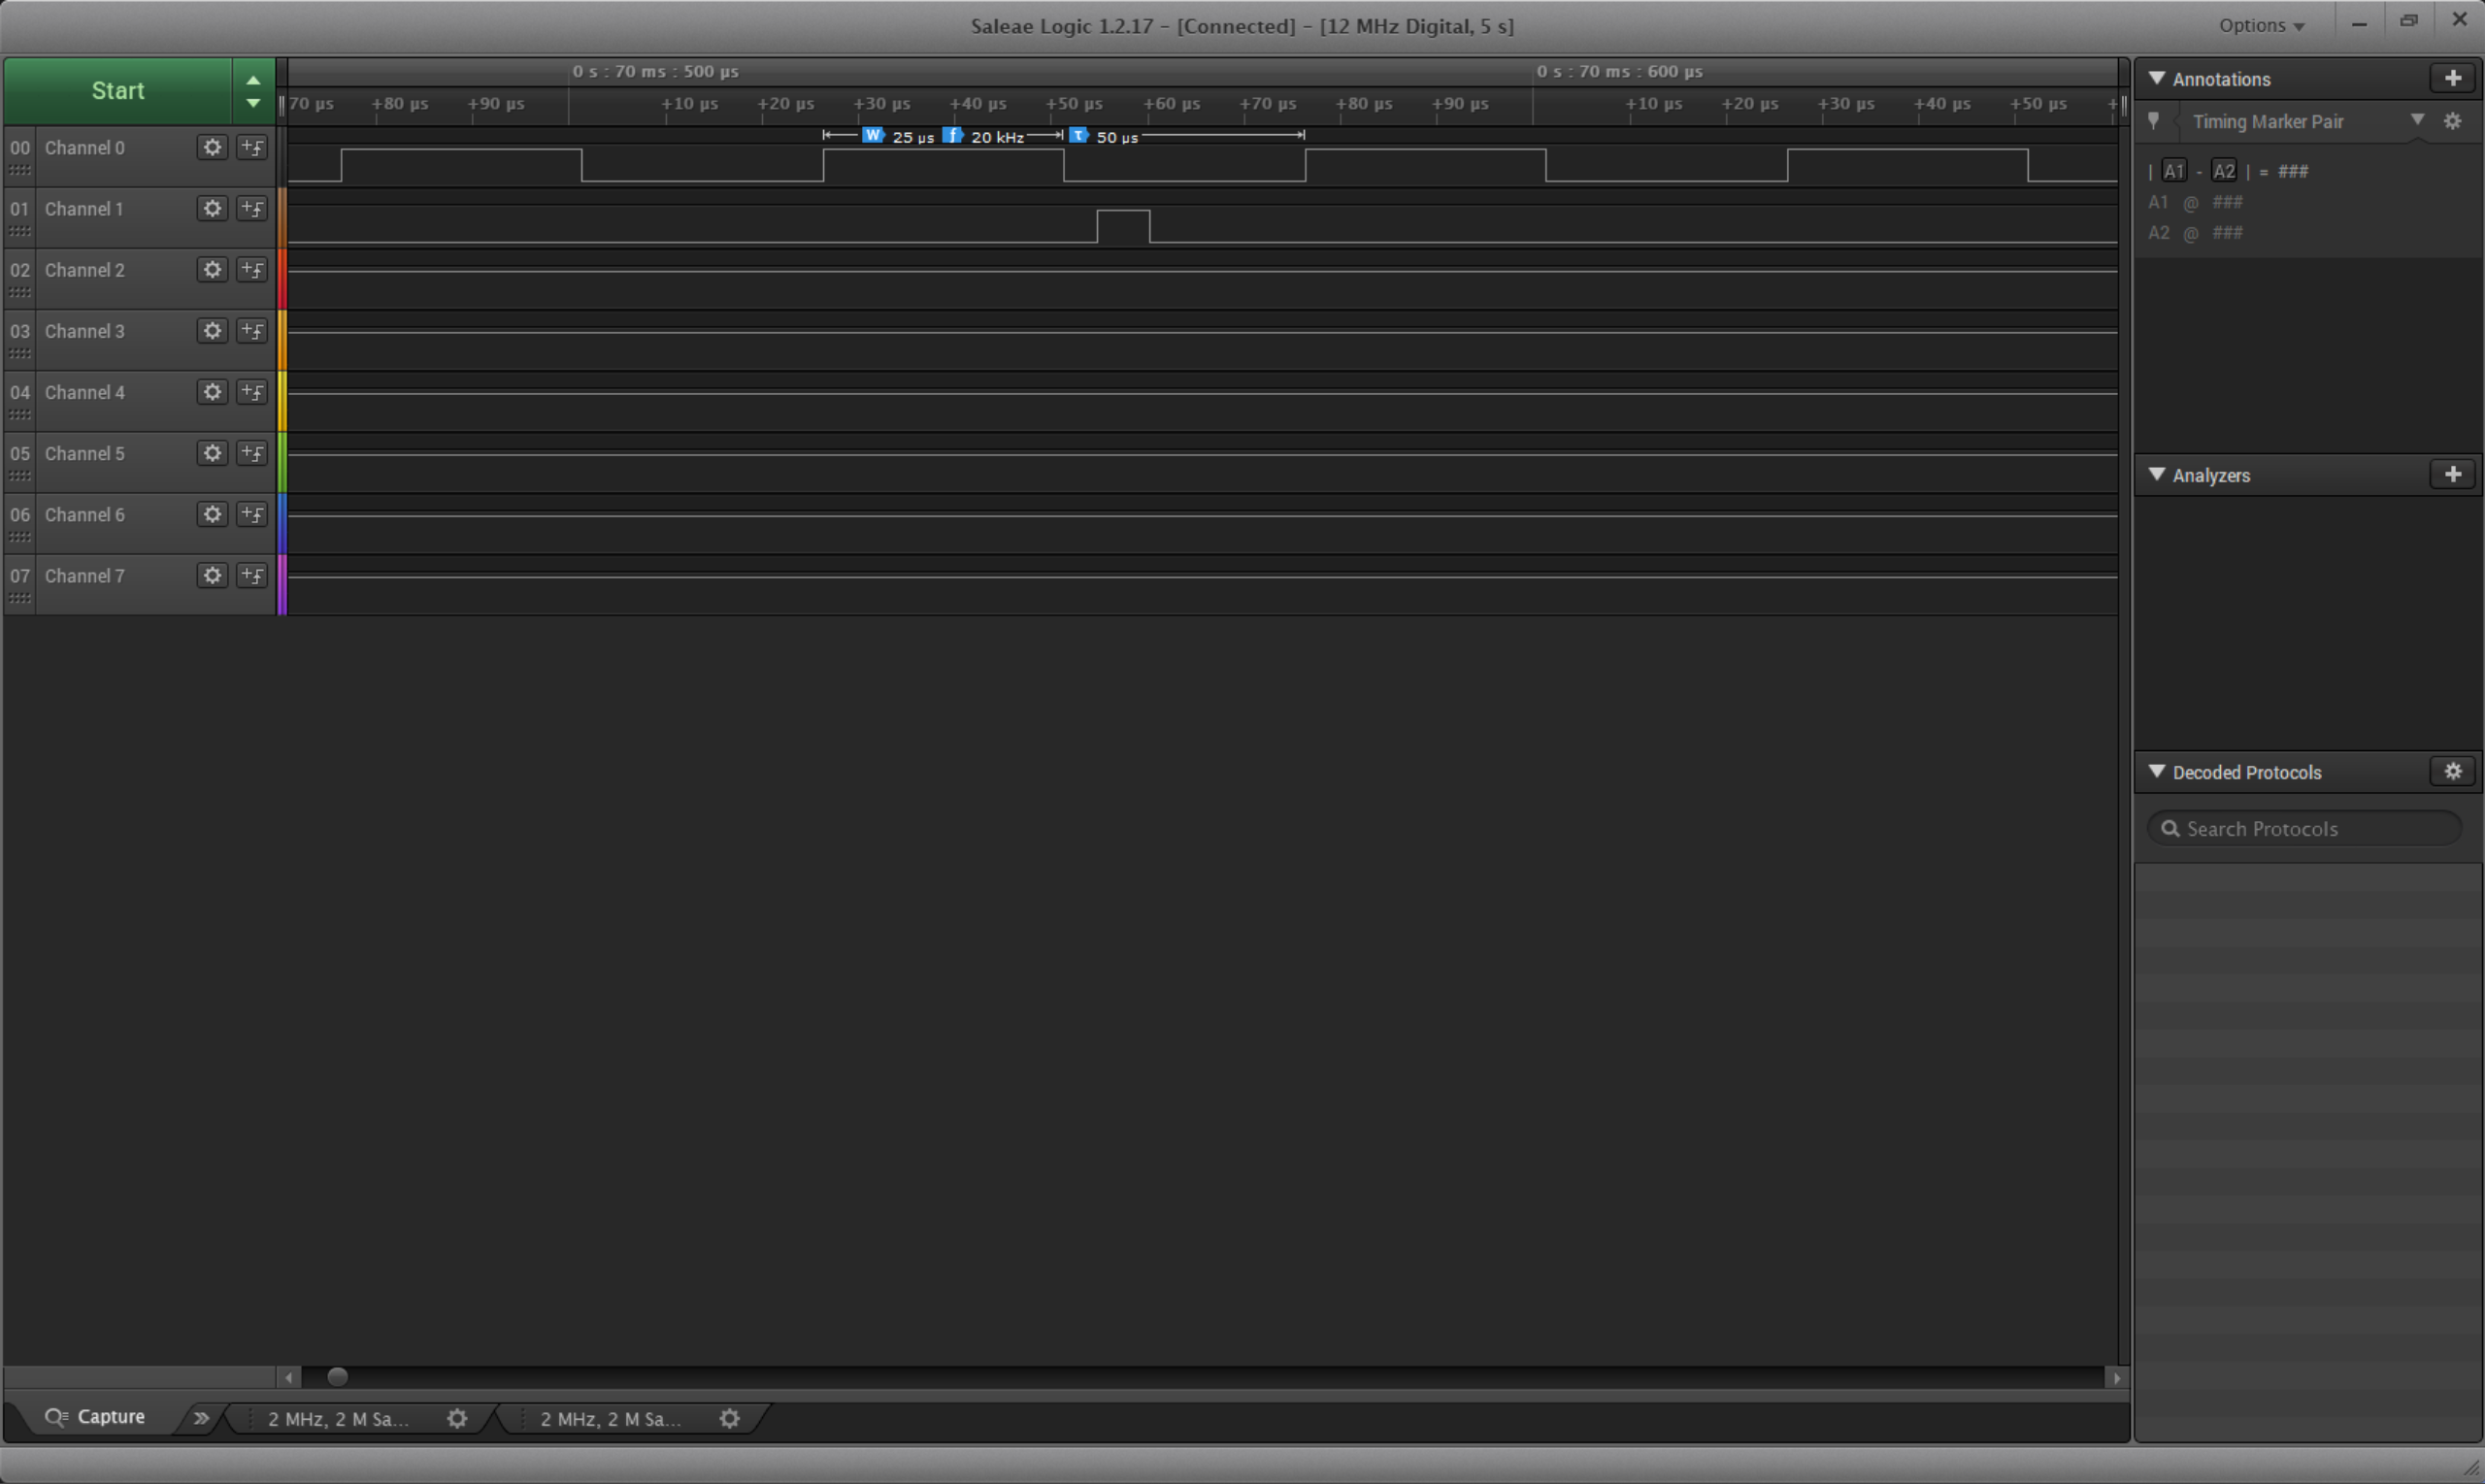 Saleae Logic 1.2.17 – [Connected] – [12 MHz Digital, 5 s]
Options
Start
0 s : 70 ms : 500 µs
0 s : 70 ms : 600 µs
70 µs +80 µs +90 µs +10 µs +20 µs +30 µs +40 µs +50 µs +60 µs +70 µs +80 µs +90 µs +10 µs +20 µs +30 µs +40 µs +50 µs +
W 25 µs f 20 kHz τ 50 µs
00 Channel 0
01 Channel 1
02 Channel 2
03 Channel 3
04 Channel 4
05 Channel 5
06 Channel 6
07 Channel 7
Annotations
Timing Marker Pair
| A1 - A2 | = ###
A1 @ ###
A2 @ ###
Analyzers
Decoded Protocols
Search Protocols
Capture
2 MHz, 2 M Sa...
2 MHz, 2 M Sa...